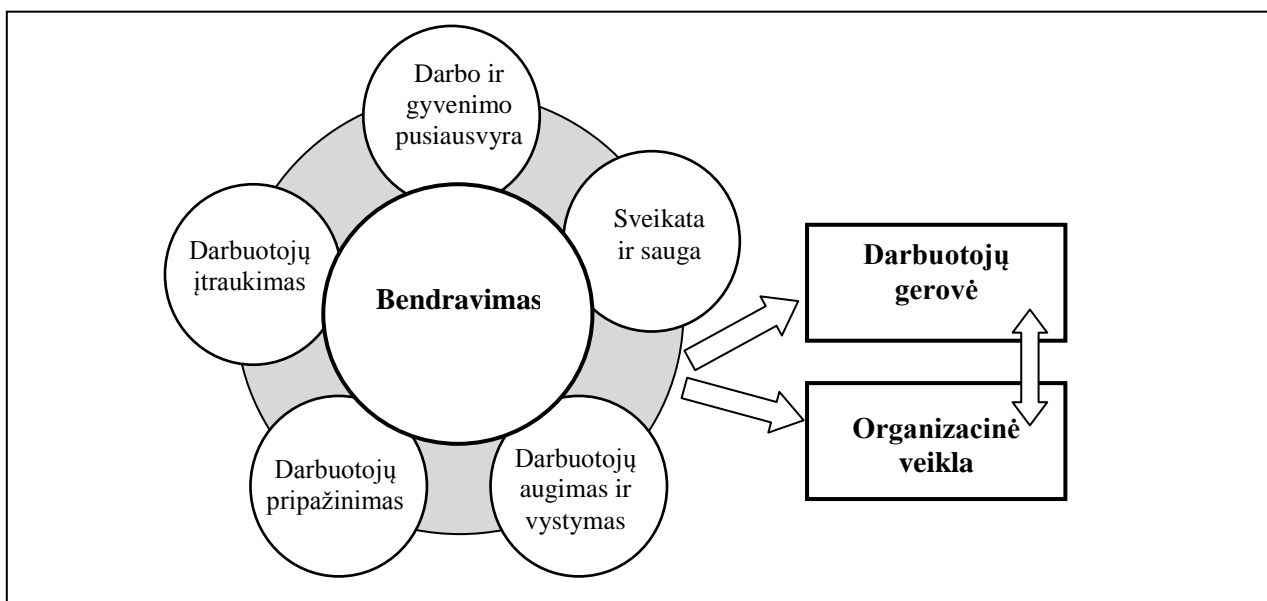 Darbo ir
gyvenimo
pusiausvyra
Sveikata
ir sauga
Darbuotojų
įtraukimas
Bendravimas
Darbuotojų
pripažinimas
Darbuotojų
augimas ir
vystymas
Darbuotojų
gerovė
Organizacinė
veikla